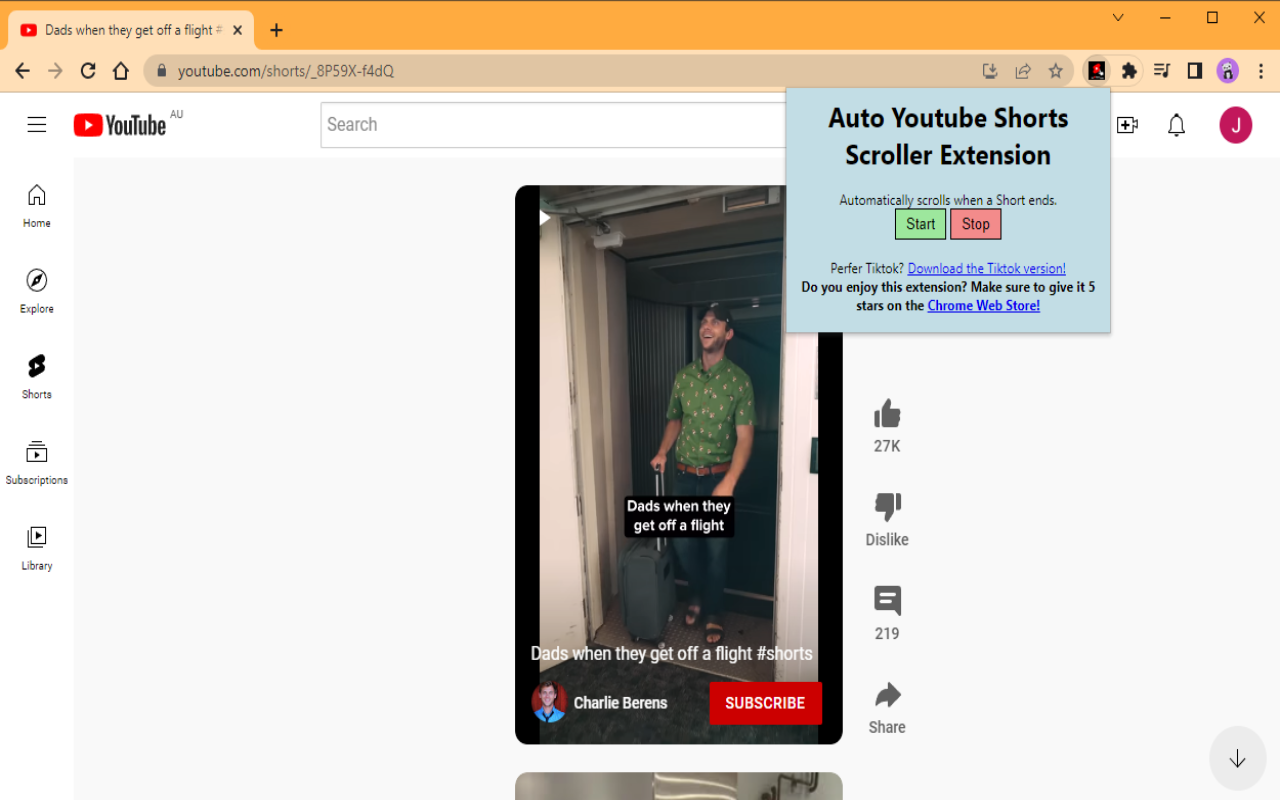 Dads when they get off a flight #
youtube.com/shorts/_8P59X-f4dQ
YouTube AU
Search
J
Auto Youtube Shorts
Scroller Extension
Automatically scrolls when a Short ends.
Start Stop
Perfer Tiktok? Download the Tiktok version!
Do you enjoy this extension? Make sure to give it 5
stars on the Chrome Web Store!
Home
Explore
Shorts
Subscriptions
Library
Dads when they
get off a flight
Dads when they get off a flight #shorts
Charlie Berens
SUBSCRIBE
27K
Dislike
219
Share